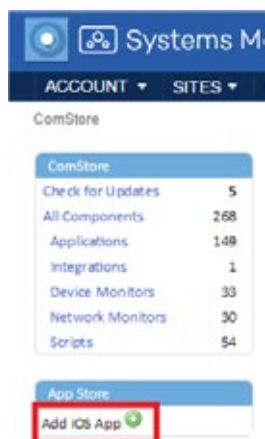 Systems M
ACCOUNT SITES
ComStore
ComStore
Check for Updates 5
All Components 268
Applications 149
Integrations 1
Device Monitors 33
Network Monitors 30
Scripts 54
App Store
Add iOS App